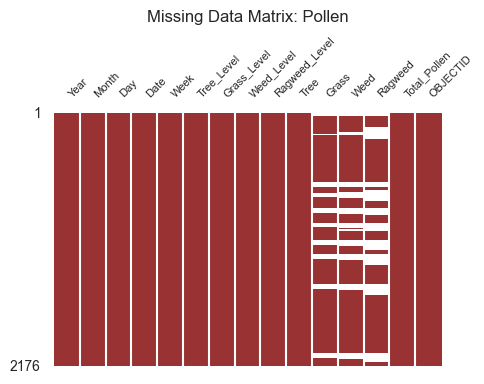 Missing Data Matrix: Pollen
Year
Month
Day
Date
Week
Tree_Level
Grass_Level
Weed_Level
Ragweed_Level
Tree
Grass
Weed
Ragweed
Total_Pollen
OBJECTID
1
2176